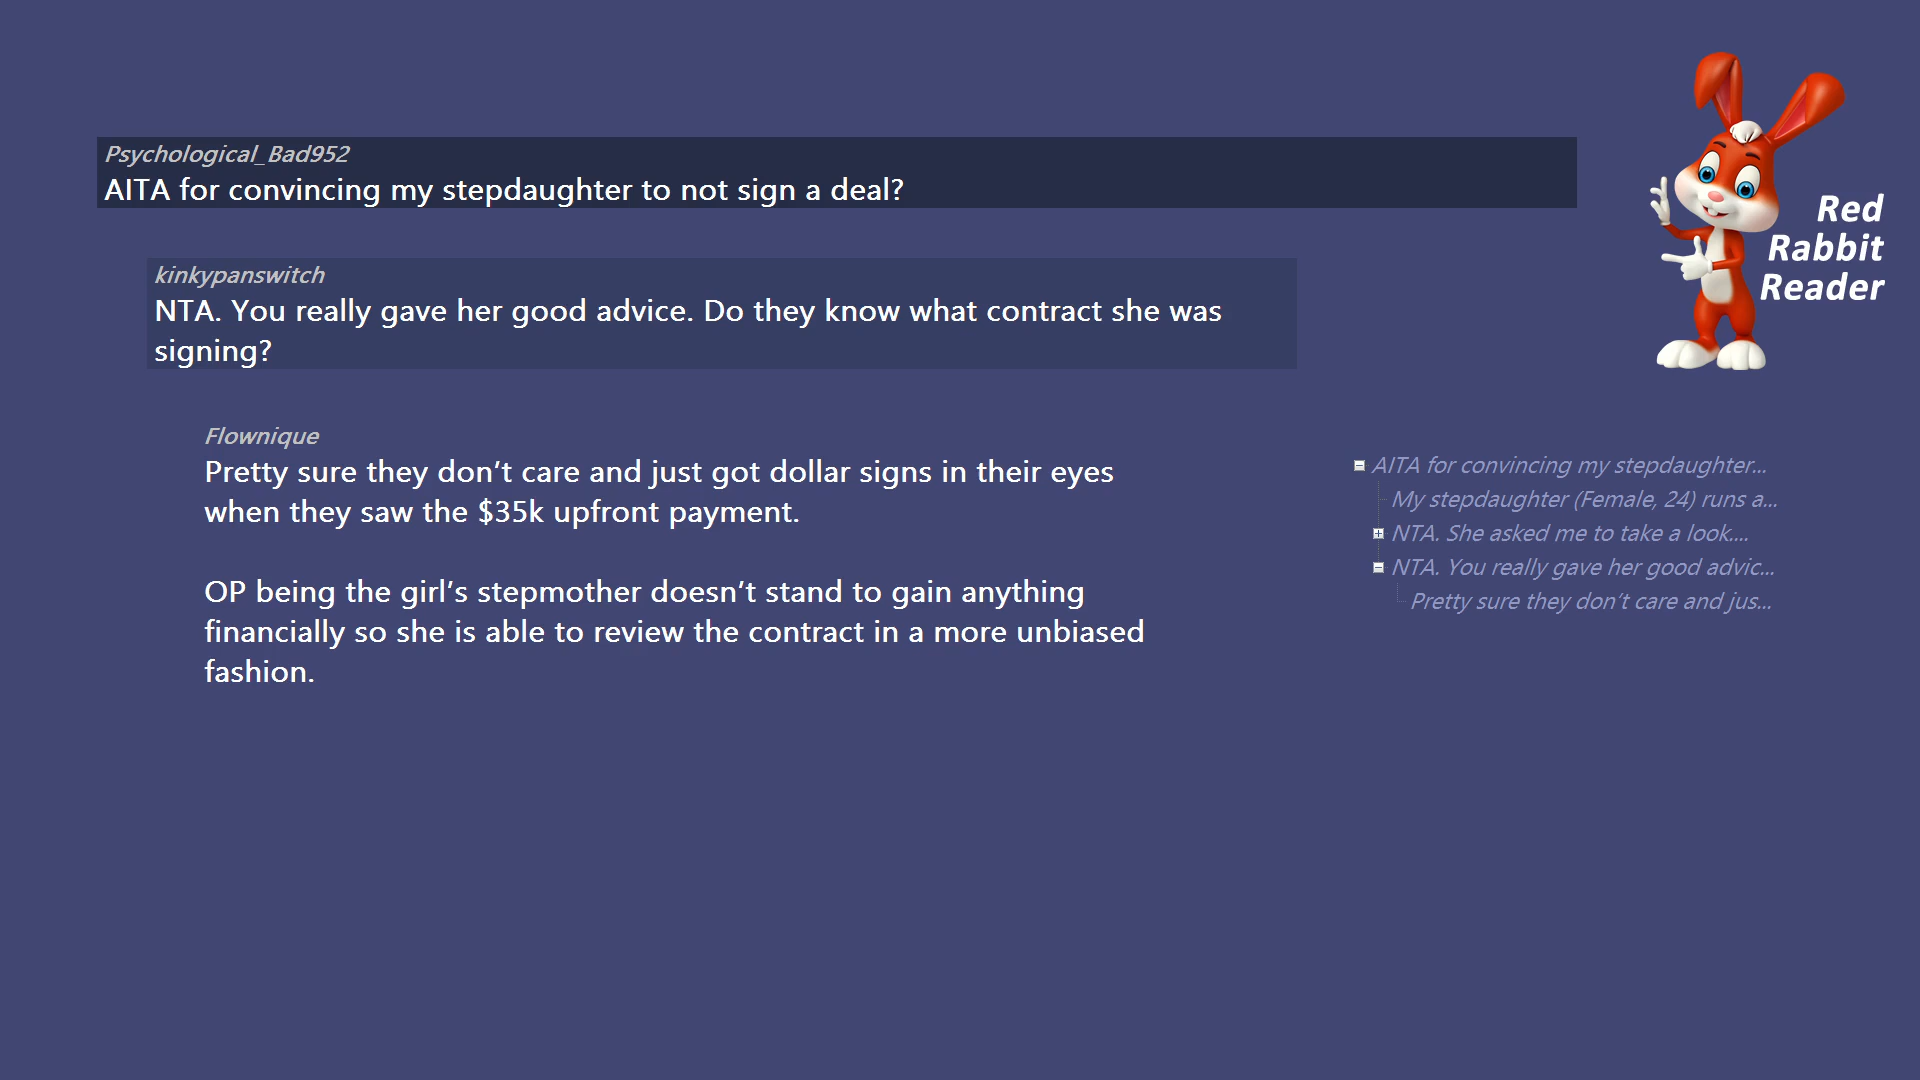 Psychological_Bad952
AITA for convincing my stepdaughter to not sign a deal?
kinkypanswitch
NTA. You really gave her good advice. Do they know what contract she was
signing?
Flownique
Pretty sure they don’t care and just got dollar signs in their eyes
when they saw the $35k upfront payment.
OP being the girl’s stepmother doesn’t stand to gain anything
financially so she is able to review the contract in a more unbiased
fashion.
Red
Rabbit
Reader
AITA for convincing my stepdaughter...
My stepdaughter (Female, 24) runs a...
NTA. She asked me to take a look....
NTA. You really gave her good advic...
Pretty sure they don’t care and jus...